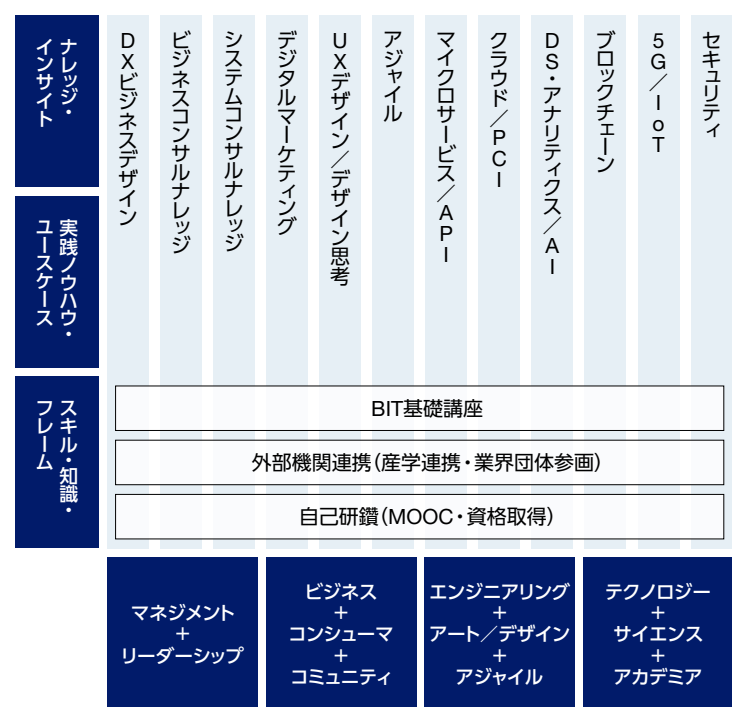 ナレッジ・
インサイト
DXビジネスデザイン
ビジネスコンサルナレッジ
システムコンサルナレッジ
デジタルマーケティング
UXデザイン／デザイン思考
アジャイル
マイクロサービス／API
クラウド／PCI
DS・アナリティクス／AI
ブロックチェーン
5G／IoT
セキュリティ
実践ノウハウ・
ユースケース
スキル・知識・
フレーム
BIT基礎講座
外部機関連携（産学連携・業界団体参画）
自己研鑽（MOOC・資格取得）
マネジメント
+
リーダーシップ
ビジネス
+
コンシューマ
+
コミュニティ
エンジニアリング
+
アート／デザイン
+
アジャイル
テクノロジー
+
サイエンス
+
アカデミア